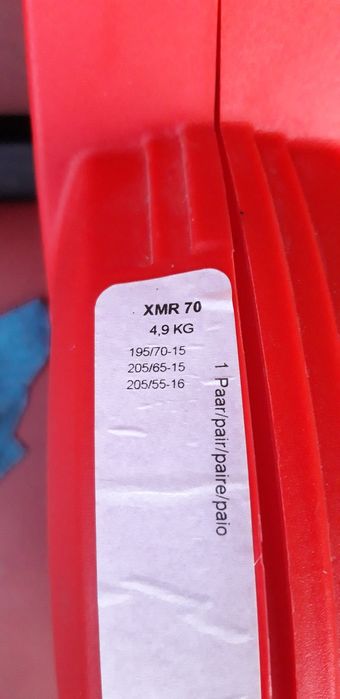 XMR 70
4,9 KG
195/70-15
205/65-15
205/55-16
1 Paar/pair/paire/paio